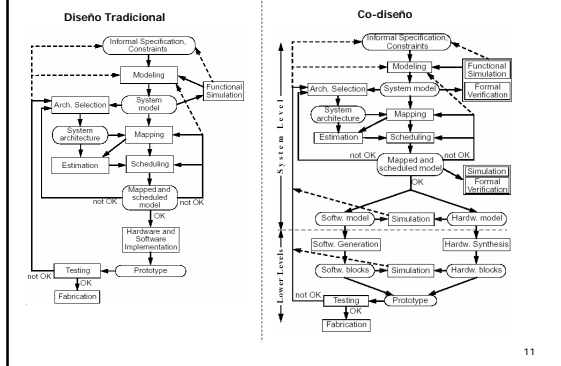 Diseño Tradicional
Informal Specification,
Constraints
Modeling
Functional
Simulation
Arch. Selection
System
model
System
architecture
Mapping
Estimation
Scheduling
not OK
Mapped and
scheduled
model
not OK
OK
Hardware and
Software
Implementation
not OK
Testing
Prototype
OK
Fabrication
Co-diseño
Informal Specification,
Constraints
Modeling
Functional
Simulation
Formal
Verification
Arch. Selection
System model
System
architecture
Mapping
Estimation
Scheduling
not OK
Mapped and
scheduled model
not OK
OK
Simulation
Formal
Verification
System Level
Softw. model
Simulation
Hardw. model
Softw. Generation
Hardw. Synthesis
Lower Levels
Softw. blocks
Simulation
Hardw. blocks
not OK
Testing
Prototype
OK
Fabrication
11